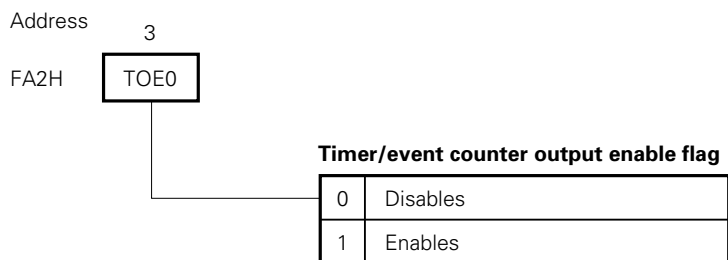 Address
3
FA2H TOE0
Timer/event counter output enable flag
0 Disables
1 Enables